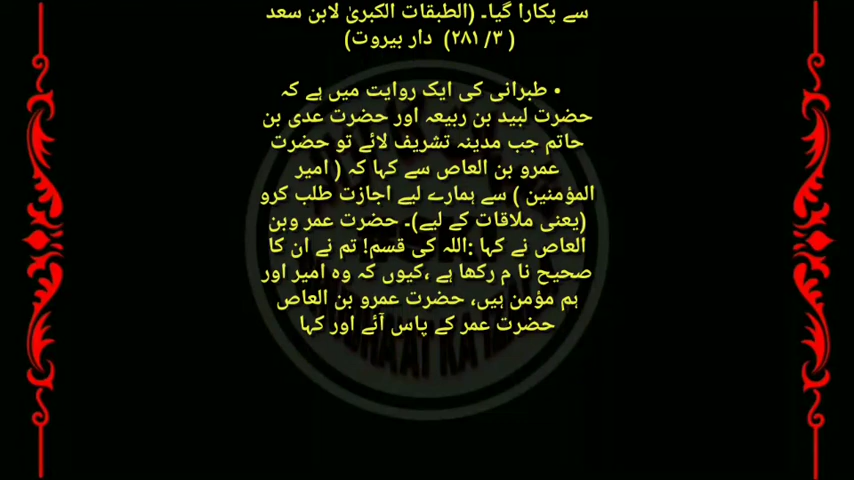 سے پکارا گیا۔ (الطبقات الکبریٰ لابن سعد
( ۳/ ۲۸۱) دار بیروت)
• طبرانی کی ایک روایت میں ہے کہ
حضرت لبید بن ربیعہ اور حضرت عدی بن
حاتم جب مدینہ تشریف لائے تو حضرت
عمرو بن العاص سے کہا کہ ( امیر
المؤمنین ) سے ہمارے لیے اجازت طلب کرو
(یعنی ملاقات کے لیے)۔ حضرت عمر وبن
العاص نے کہا :اللہ کی قسم! تم نے ان کا
صحیح نا م رکھا ہے ،کیوں کہ وہ امیر اور
ہم مؤمن ہیں، حضرت عمرو بن العاص
حضرت عمر کے پاس آئے اور کہا